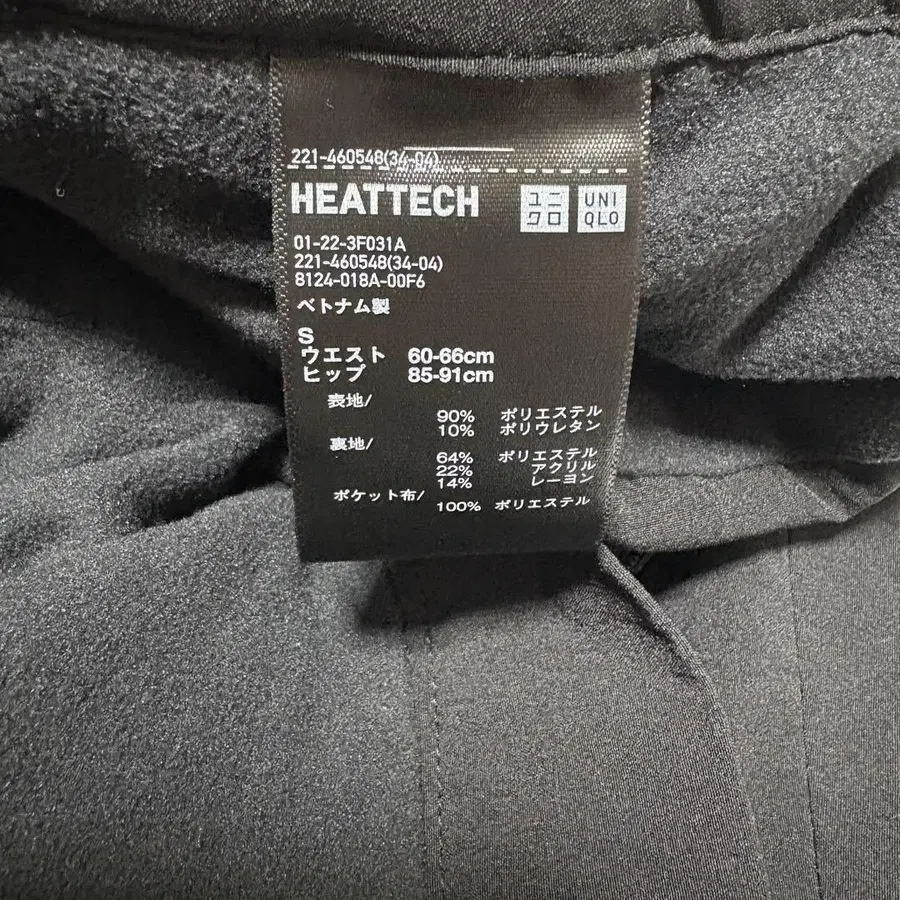 221-460548(34-04)
HEATTECH
ユニクロ
UNIQLO
01-22-3F031A
221-460548(34-04)
8124-018A-00F6
ベトナム製
S
ウエスト 60-66cm
ヒップ 85-91cm
表地/
90% ポリエステル
10% ポリウレタン
裏地/
64% ポリエステル
22% アクリル
14% レーヨン
ポケット布/
100% ポリエステル